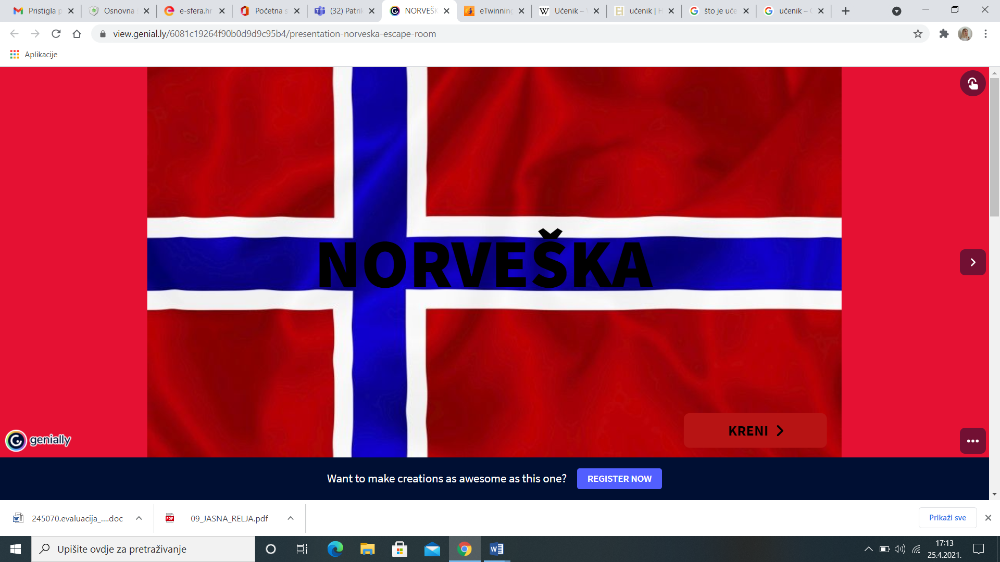 Pristigla p
Osnovna
e-sfera.hr
Početna s
(32) Patrik
NORVEŠK
eTwinning
Učenik –
učenik | H
što je uče
učenik –
view.genial.ly/6081c19264f90b0d9d9c95b4/presentation-norveska-escape-room
Aplikacije
NORVEŠKA
KRENI
genially
Want to make creations as awesome as this one? REGISTER NOW
245070.evaluacija_....doc
09_JASNA_RELJA.pdf
Prikaži sve
Upišite ovdje za pretraživanje
17:13
25.4.2021.